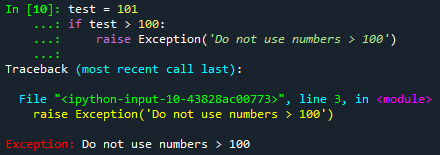 In [10]: test = 101
    ...: if test > 100:
    ...:     raise Exception('Do not use numbers > 100')
    ...:
Traceback (most recent call last):

  File "<ipython-input-10-43828ac00773>", line 3, in <module>
    raise Exception('Do not use numbers > 100')

Exception: Do not use numbers > 100